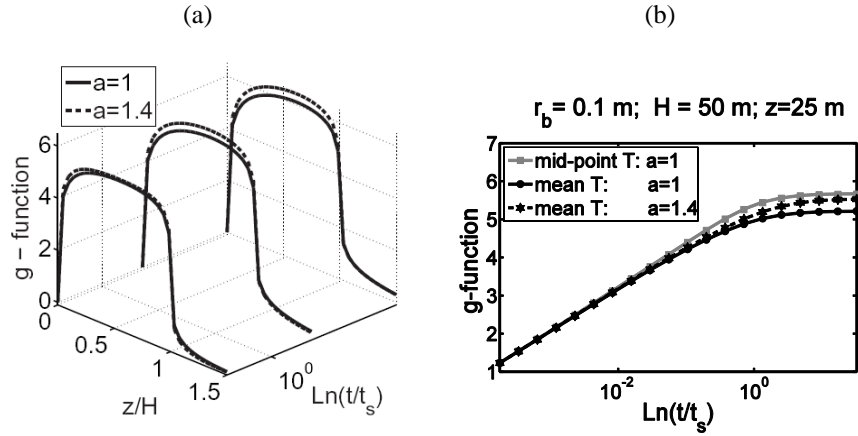 (a)
(b)
a=1
a=1.4
6
4
2
0
g − function
0
0.5
1
1.5
z/H
10^0
Ln(t/t_s)
r_b = 0.1 m; H = 50 m; z=25 m
mid-point T: a=1
mean T: a=1
mean T: a=1.4
7
6
5
4
3
2
1
g-function
10^-2
10^0
Ln(t/t_s)